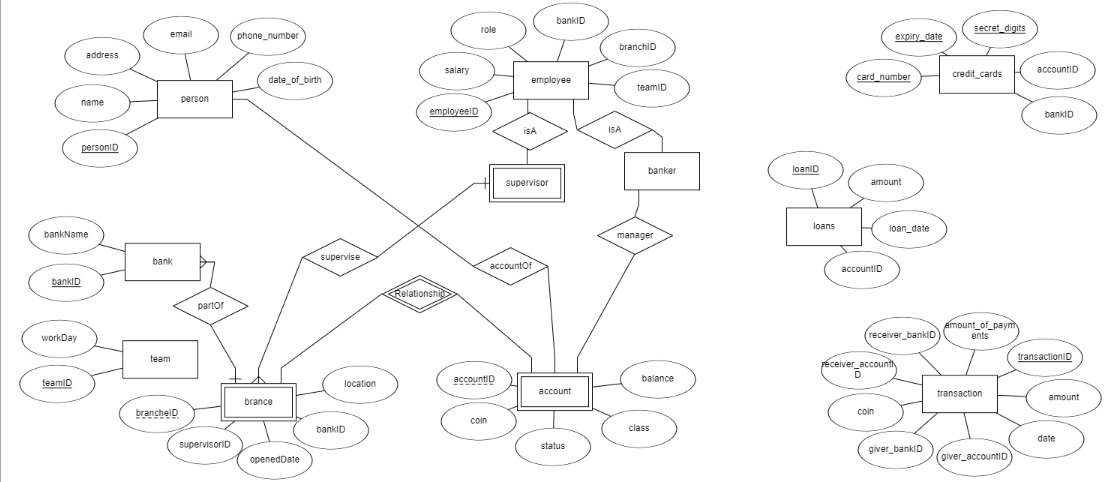 email
phone_number
address
date_of_birth
person
name
personID
role
bankID
branchID
salary
employee
teamID
employeeID
isA
isA
supervisor
banker
manager
secret_digits
expiry_date
credit_cards
accountID
card_number
bankID
loanID
amount
loans
loan_date
accountID
bankName
bank
bankID
supervise
accountOf
Relationship
partOf
workDay
team
teamID
location
brance
brancheID
bankID
supervisorID
openedDate
accountID
balance
account
coin
class
status
amount_of_paym
ents
receiver_bankID
transactionID
receiver_accountI
D
transaction
amount
coin
date
giver_bankID
giver_accountID